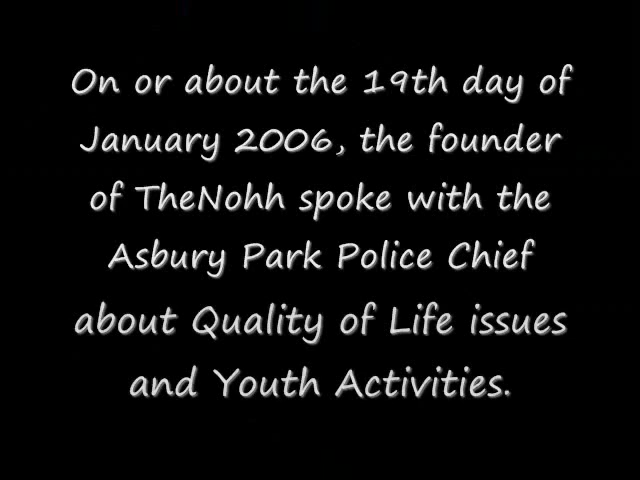 On or about the 19th day of
January 2006, the founder
of TheNohh spoke with the
Asbury Park Police Chief
about Quality of Life issues
and Youth Activities.